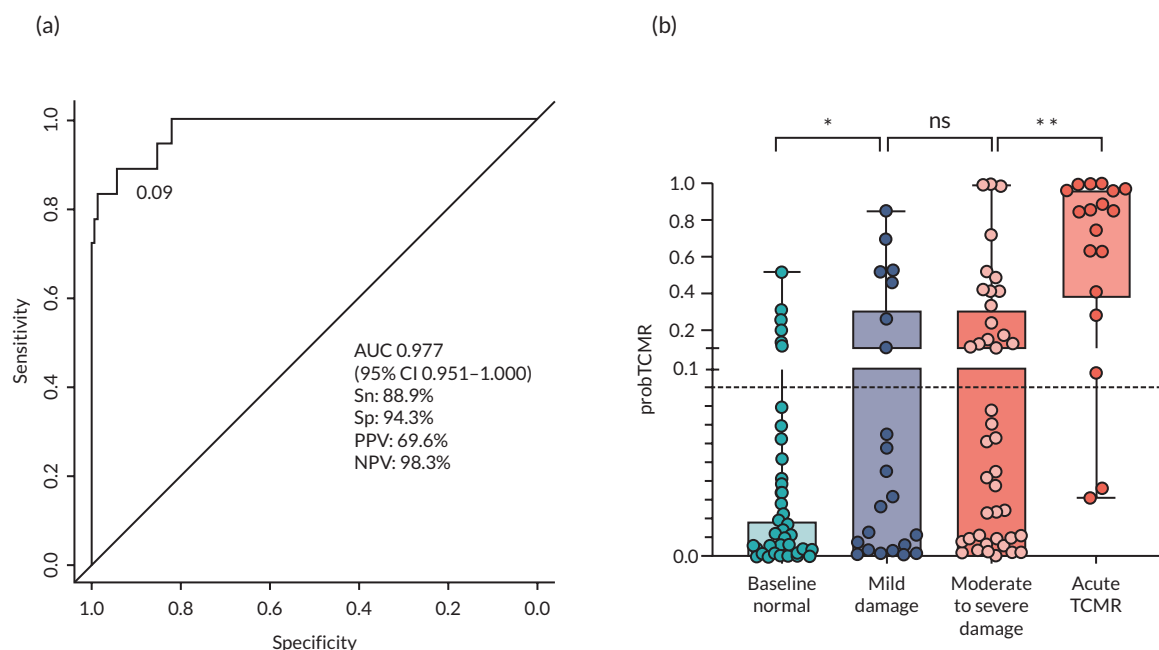 (a)
1.0
0.8
0.6
0.4
0.2
0.0
Sensitivity
0.09
AUC 0.977
(95% CI 0.951–1.000)
Sn: 88.9%
Sp: 94.3%
PPV: 69.6%
NPV: 98.3%
1.0
0.8
0.6
0.4
0.2
0.0
Specificity
(b)
*
ns
**
1.0
0.8
0.6
0.4
0.2
0.1
0.0
probTCMR
Baseline
normal
Mild
damage
Moderate
to severe
damage
Acute
TCMR